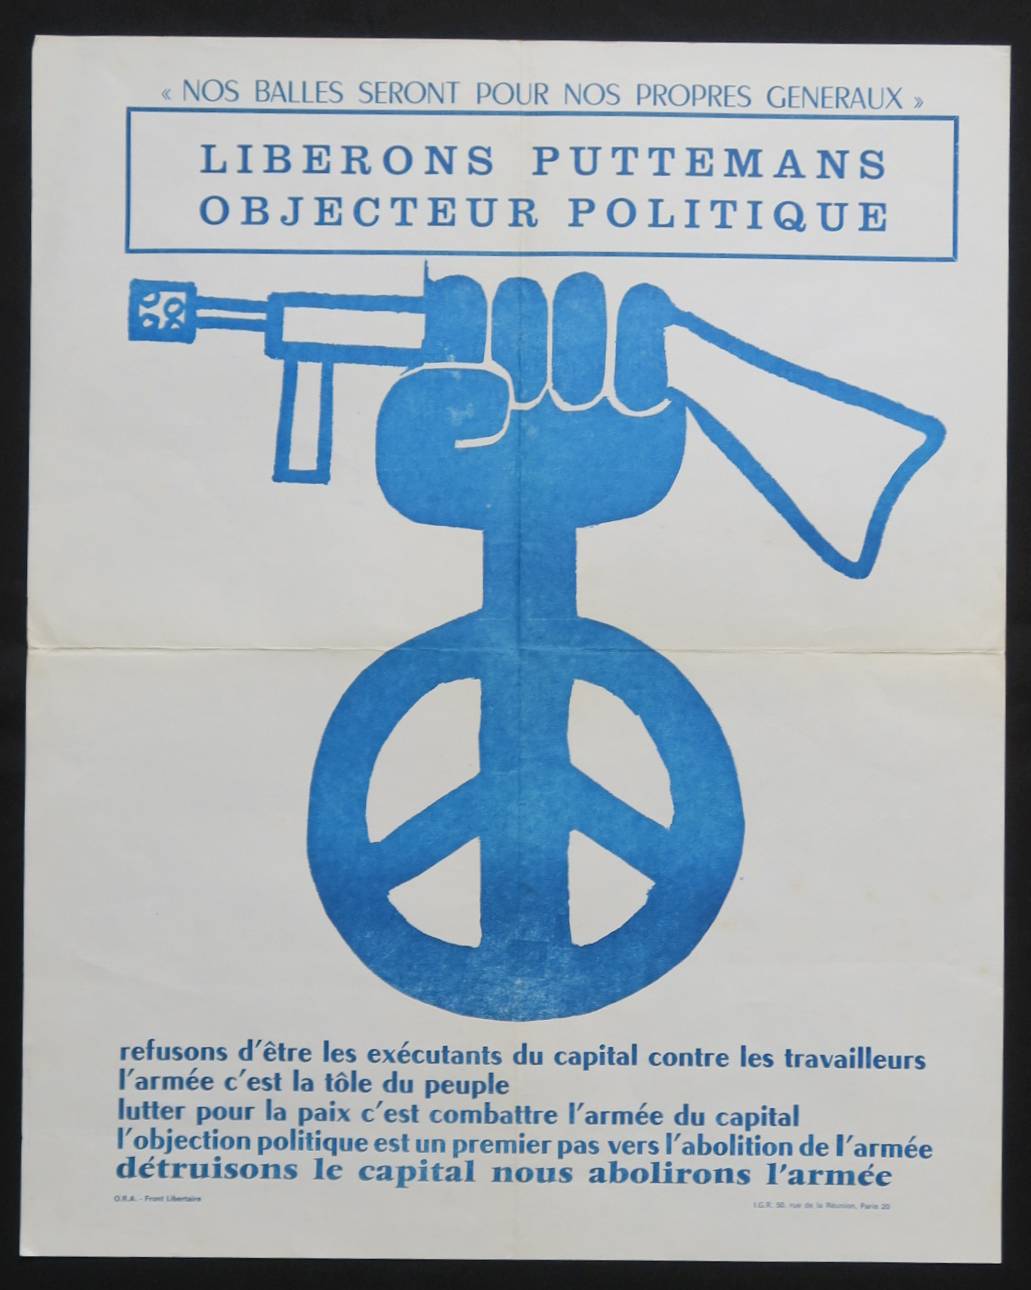 « NOS BALLES SERONT POUR NOS PROPRES GENERAUX »
LIBERONS PUTTEMANS
OBJECTEUR POLITIQUE
refusons d'être les exécutants du capital contre les travailleurs
l'armée c'est la tôle du peuple
lutter pour la paix c'est combattre l'armée du capital
l'objection politique est un premier pas vers l'abolition de l'armée
détruisons le capital nous abolirons l'armée
O.R.A. - Front Libertaire
I.G.R. 50, rue de la Réunion, Paris 20